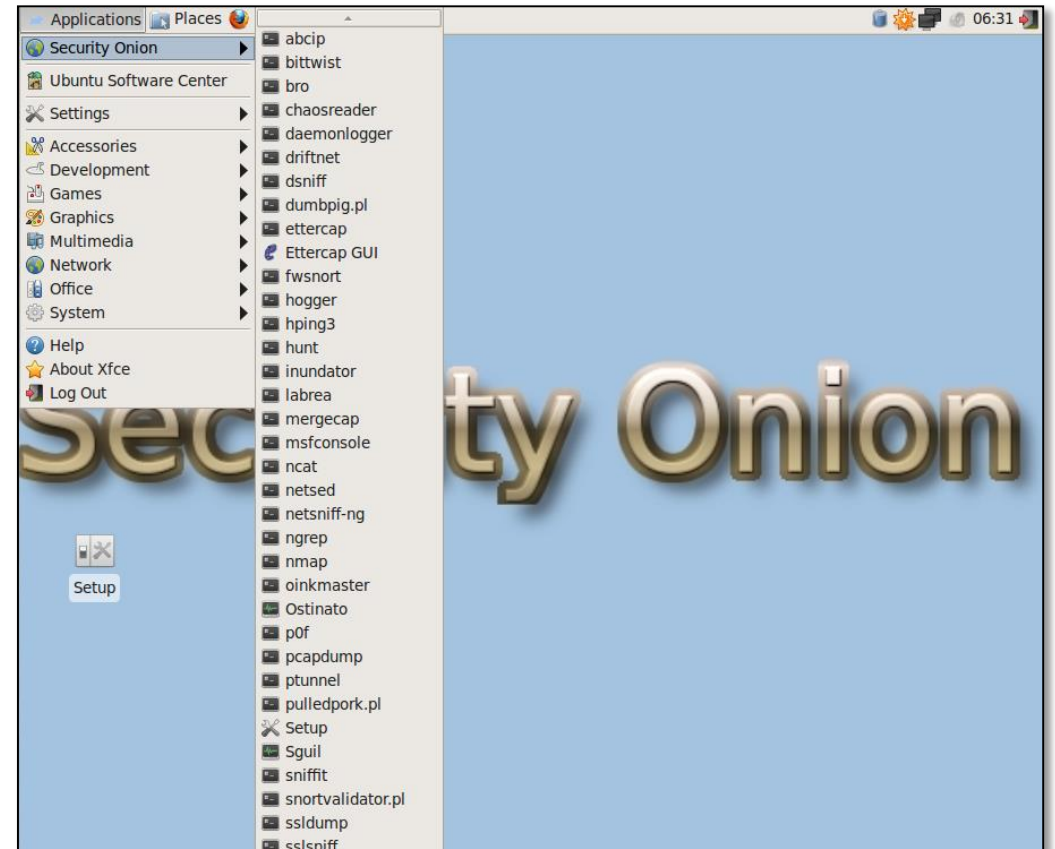 Applications Places 06:31
Security Onion
Ubuntu Software Center
Settings
Accessories
Development
Games
Graphics
Multimedia
Network
Office
System
Help
About Xfce
Log Out
abcip
bittwist
bro
chaosreader
daemonlogger
driftnet
dsniff
dumbpig.pl
ettercap
Ettercap GUI
fwsnort
hogger
hping3
hunt
inundator
labrea
mergecap
msfconsole
ncat
netsed
netsniff-ng
ngrep
nmap
oinkmaster
Ostinato
p0f
pcapdump
ptunnel
pulledpork.pl
Setup
Sguil
sniffit
snortvalidator.pl
ssldump
sslsniff
Sec ty Onion
Setup